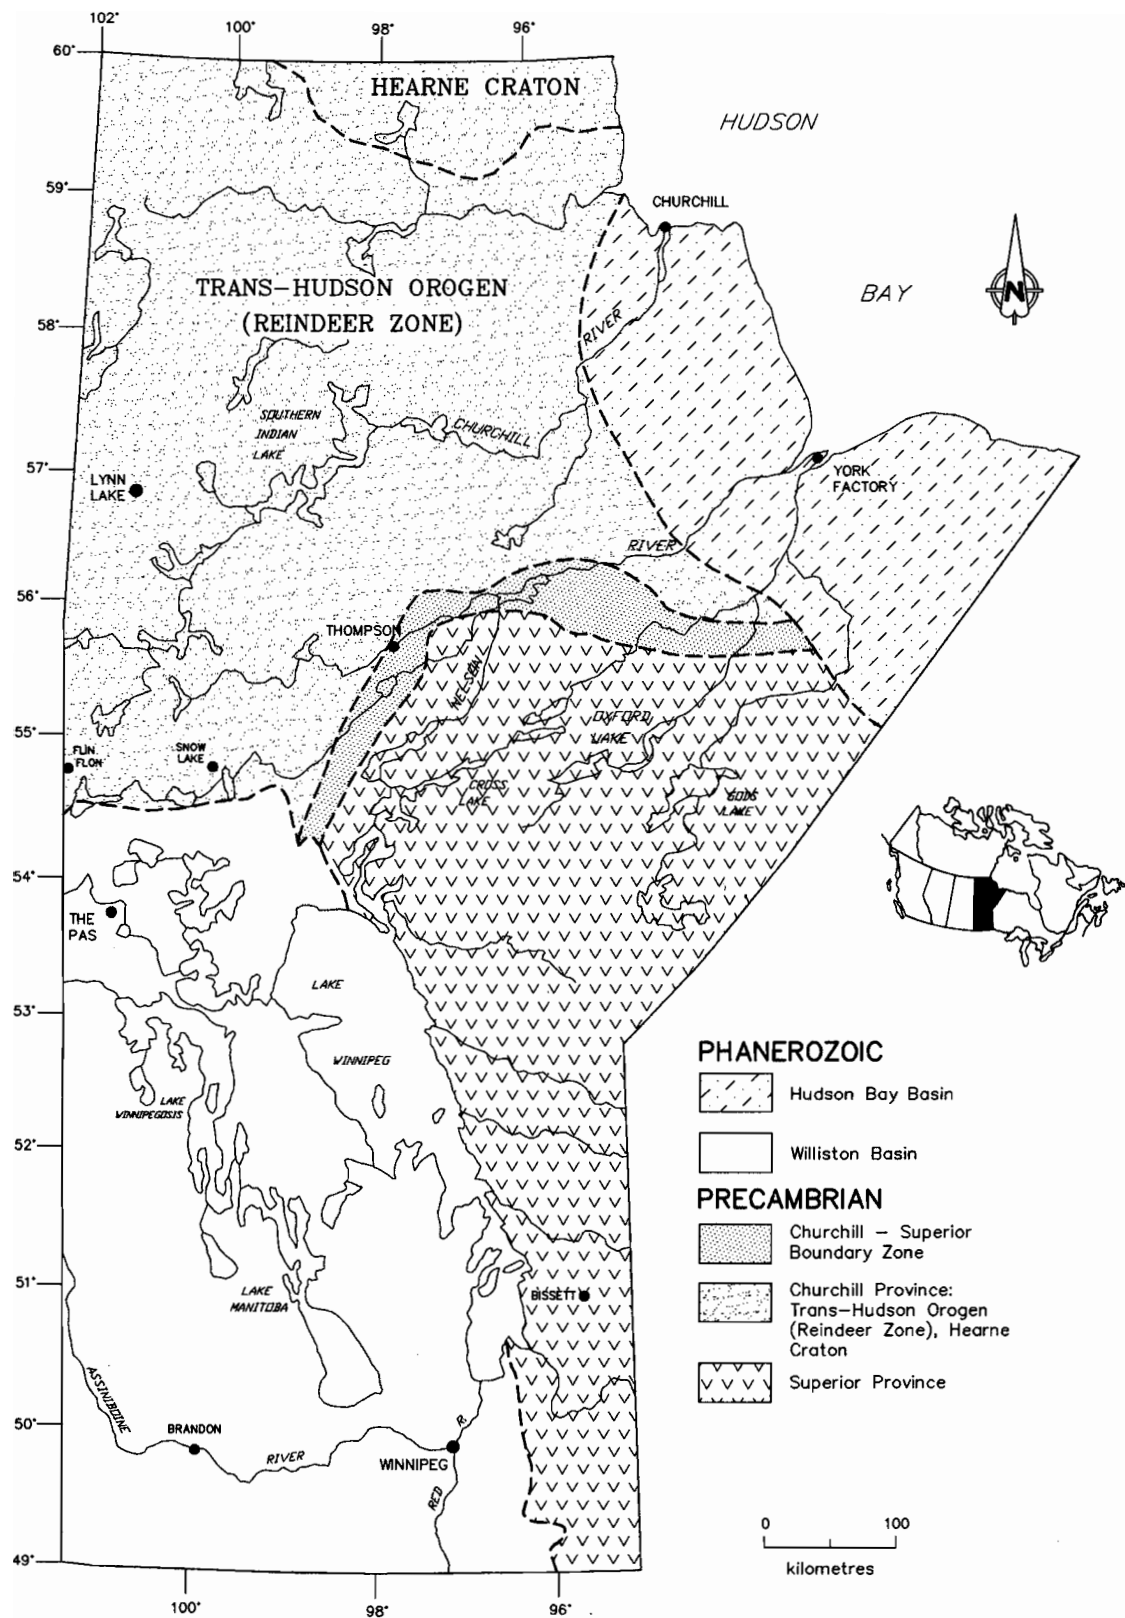 102°
100°
98°
96°
60°
HEARNE CRATON
HUDSON
59°
CHURCHILL
TRANS-HUDSON OROGEN
(REINDEER ZONE)
BAY
N
58°
RIVER
SOUTHERN
INDIAN
LAKE
CHURCHILL
57°
LYNN
LAKE
YORK
FACTORY
RIVER
56°
THOMPSON
NELSON
OXFORD
LAKE
55°
FLIN
FLON
SNOW
LAKE
CROSS
LAKE
GODS
LAKE
54°
THE
PAS
53°
LAKE
WINNIPEG
LAKE
WINNIPEGOSIS
52°
51°
LAKE
MANITOBA
BISSETT
ASSINIBOINE
50°
BRANDON
RIVER
R.
WINNIPEG
RED
49°
100°
98°
96°
PHANEROZOIC
Hudson Bay Basin
Williston Basin
PRECAMBRIAN
Churchill – Superior
Boundary Zone
Churchill Province:
Trans-Hudson Orogen
(Reindeer Zone), Hearne
Craton
Superior Province
0 100
kilometres